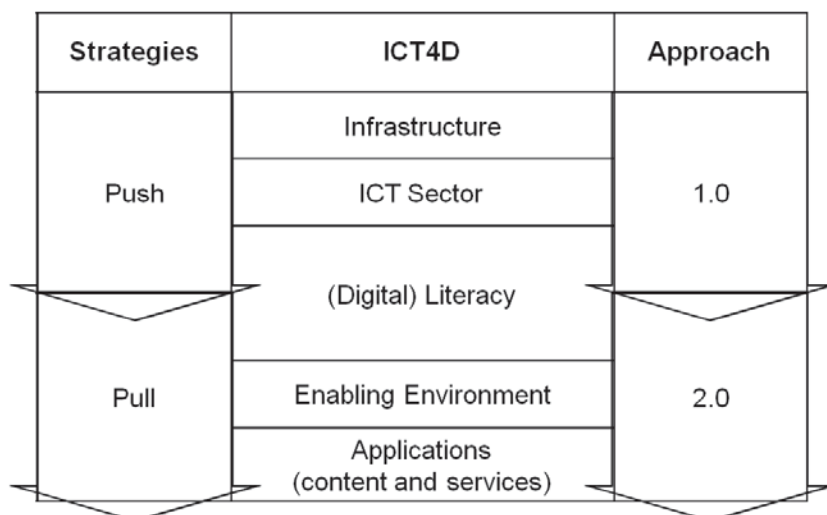 Strategies
ICT4D
Approach
Infrastructure
Push
ICT Sector
1.0
(Digital) Literacy
Pull
Enabling Environment
2.0
Applications
(content and services)